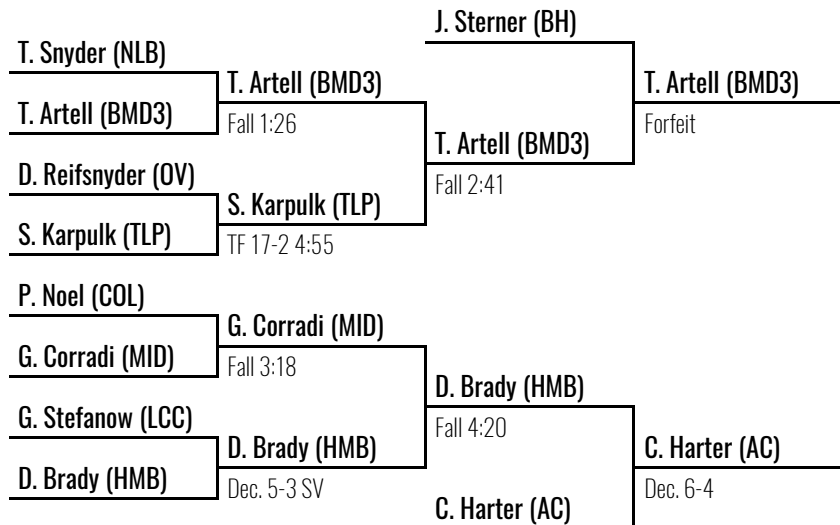 J. Sterner (BH)
T. Snyder (NLB)
T. Artell (BMD3)
T. Artell (BMD3)
T. Artell (BMD3)
Fall 1:26
Forfeit
T. Artell (BMD3)
D. Reifsnyder (OV)
Fall 2:41
S. Karpulk (TLP)
S. Karpulk (TLP)
TF 17-2 4:55
P. Noel (COL)
G. Corradi (MID)
G. Corradi (MID)
Fall 3:18
D. Brady (HMB)
G. Stefanow (LCC)
Fall 4:20
D. Brady (HMB)
C. Harter (AC)
D. Brady (HMB)
Dec. 5-3 SV
Dec. 6-4
C. Harter (AC)